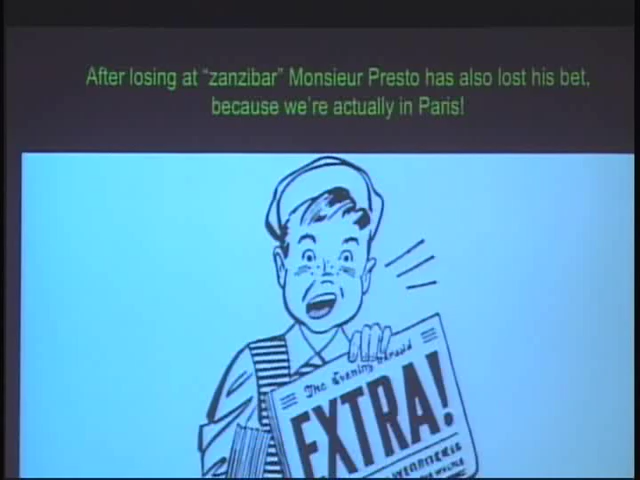 After losing at “zanzibar” Monsieur Presto has also lost his bet,
because we’re actually in Paris!
The Evening Herald
EXTRA!